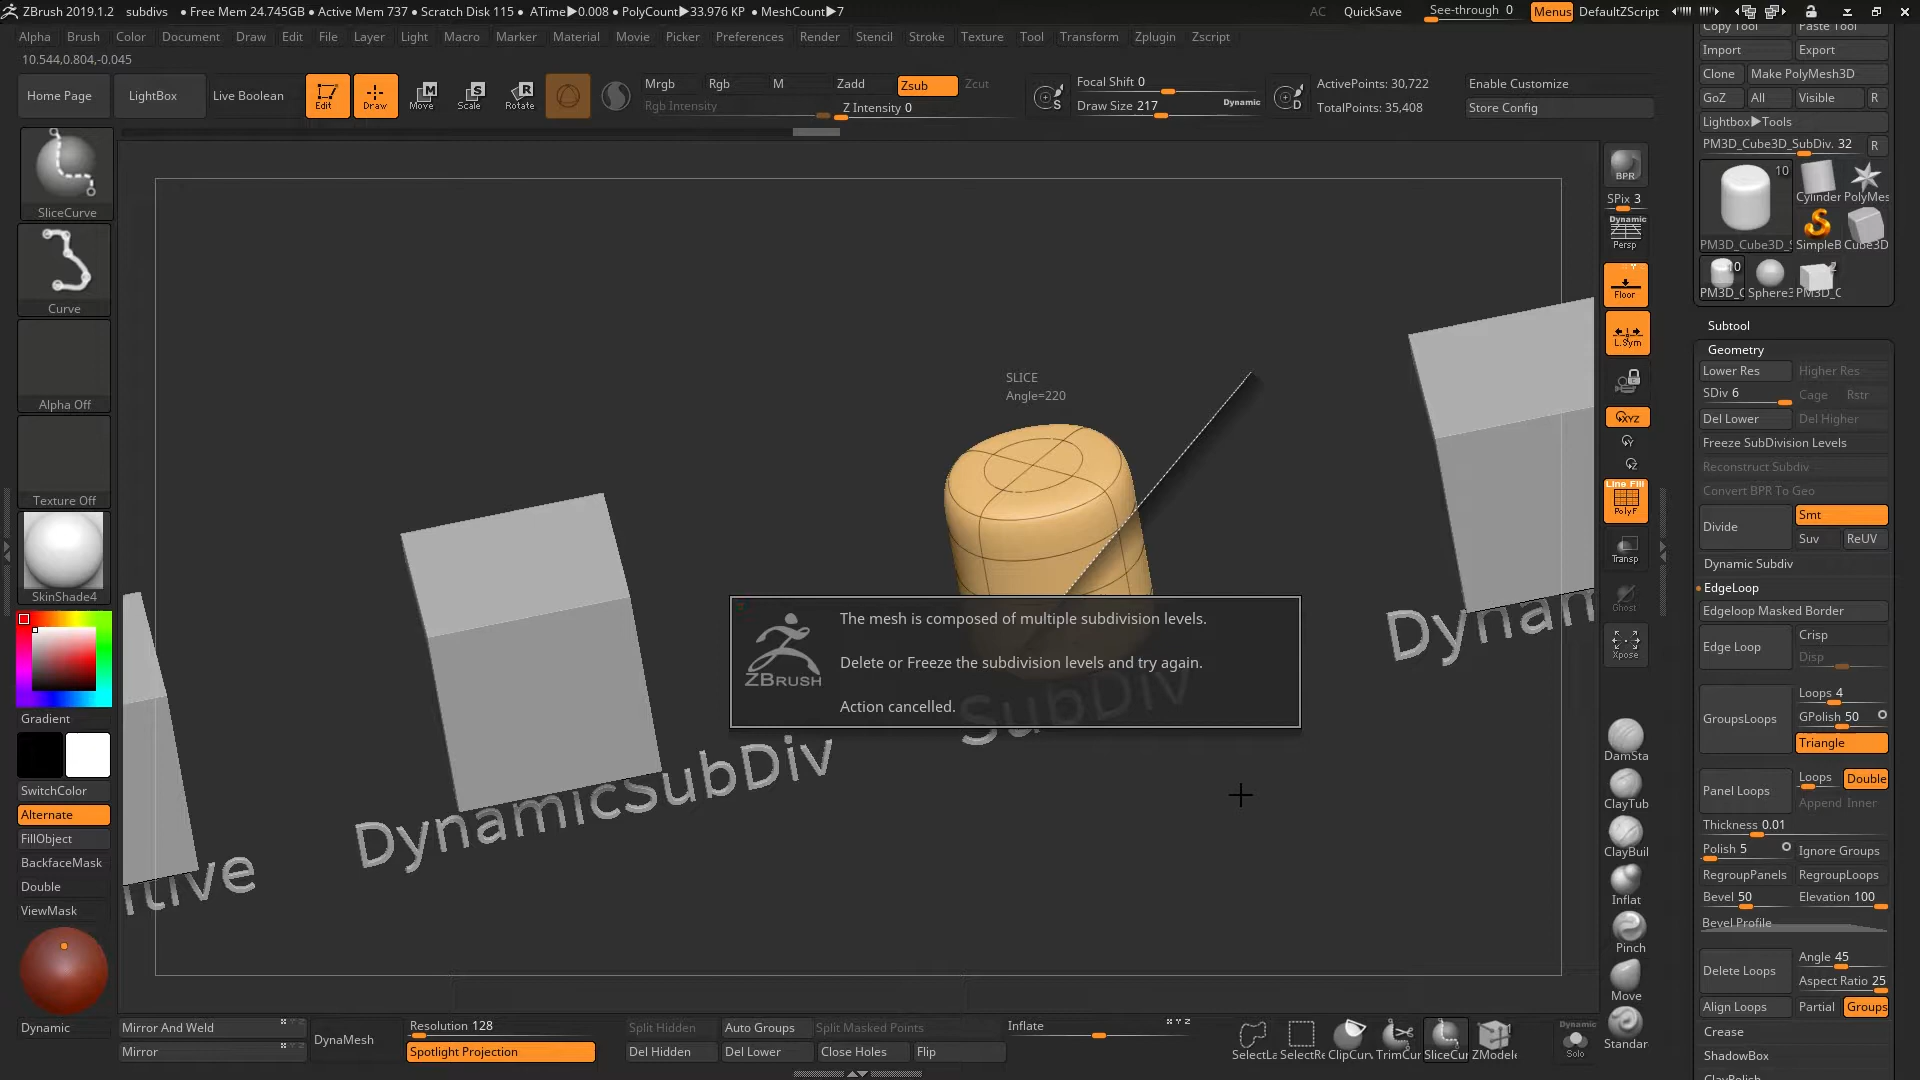 ZBrush 2019.1.2 subdivs • Free Mem 24.745GB • Active Mem 737 • Scratch Disk 115 • ATime▶0.008 • PolyCount▶33.976 KP • MeshCount▶7 AC QuickSave See-through 0 Menus DefaultZScript
Alpha Brush Color Document Draw Edit File Layer Light Macro Marker Material Movie Picker Preferences Render Stencil Stroke Texture Tool Transform Zplugin Zscript
10.544,0.804,-0.045
Home Page LightBox Live Boolean Edit Draw Move Scale Rotate
Mrgb Rgb M Zadd Zsub Zcut
Rgb Intensity Z Intensity 0
S Focal Shift 0
Draw Size 217 Dynamic
D ActivePoints: 30,722
TotalPoints: 35,408
Enable Customize
Store Config
SliceCurve
Curve
Alpha Off
Texture Off
SkinShade4
Gradient
SwitchColor
Alternate
FillObject
BackfaceMask
Double
ViewMask
Dynamic
SLICE
Angle=220
itive
DynamicSubDiv
SubDiv
Dynam
The mesh is composed of multiple subdivision levels.
Delete or Freeze the subdivision levels and try again.
Action cancelled.
ZBRUSH
BPR
SPix 3
Dynamic
Persp
Floor
L.Sym
XYZ
Y
Z
Line Fill
PolyF
Transp
Ghost
Xpose
DamSta
ClayTub
ClayBuil
Inflat
Pinch
Move
Standar
Copy Tool Paste Tool
Import Export
Clone Make PolyMesh3D
GoZ All Visible R
Lightbox▶Tools
PM3D_Cube3D_SubDiv. 32 R
10
Cylinder PolyMes
PM3D_Cube3D_S SimpleB Cube3D
10 2
PM3D_C Sphere3 PM3D_C
Subtool
Geometry
Lower Res Higher Res
SDiv 6 Cage Rstr
Del Lower Del Higher
Freeze SubDivision Levels
Reconstruct Subdiv
Convert BPR To Geo
Divide Smt
Suv ReUV
Dynamic Subdiv
EdgeLoop
Edgeloop Masked Border
Edge Loop Crisp
Disp
GroupsLoops Loops 4
GPolish 50
Triangle
Panel Loops Loops Double
Append Inner
Thickness 0.01
Polish 5 Ignore Groups
RegroupPanels RegroupLoops
Bevel 50 Elevation 100
Bevel Profile
Delete Loops Angle 45
Aspect Ratio 25
Align Loops Partial Groups
Crease
ShadowBox
ClayPolish
Mirror And Weld
Mirror
DynaMesh
Resolution 128
Spotlight Projection
Split Hidden Auto Groups Split Masked Points
Del Hidden Del Lower Close Holes Flip
Inflate
SelectLa SelectRe ClipCurv TrimCur SliceCur ZModele
Dynamic
Solo